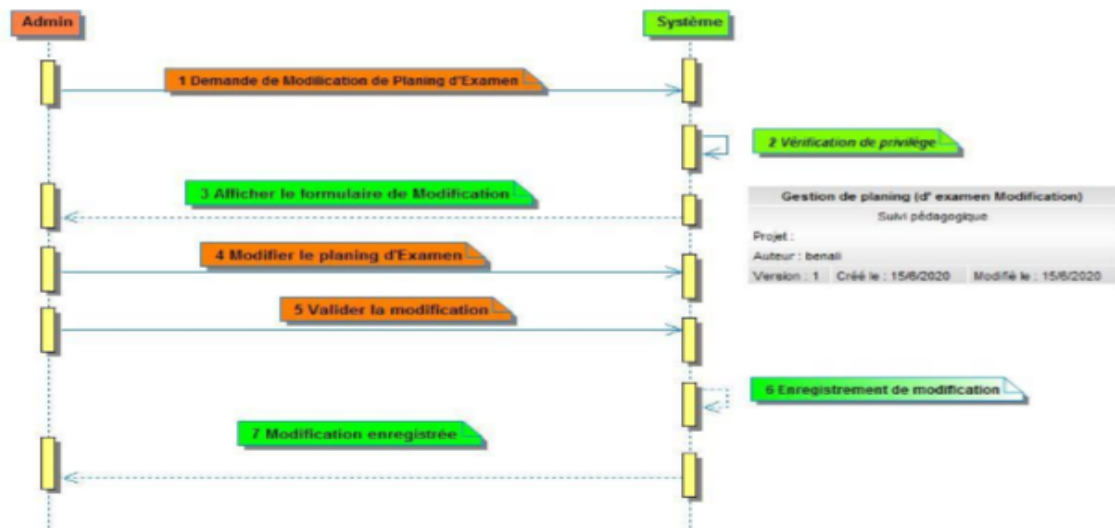 Admin
Système
1 Demande de Modilication de Planing d'Examen
2 Vérification de privilége
3 Afficher le formulaire de Modification
Gestion de planing (d' examen Modification)
Suivi pédagogique
Projet :
Auteur : benali
Version : 1 Créé le : 15/6/2020 Modifié le : 15/6/2020
4 Modifier le planing d'Examen
5 Valider la modification
6 Enregistrement de modification
7 Modification enregistrée